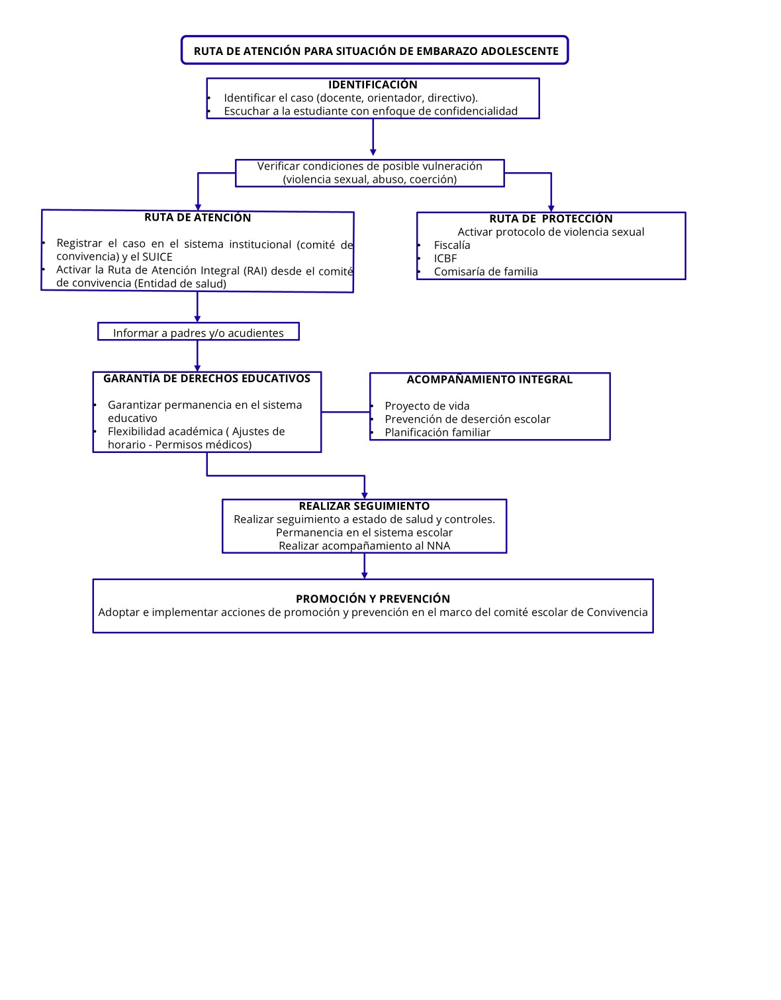 RUTA DE ATENCIÓN PARA SITUACIÓN DE EMBARAZO ADOLESCENTE
IDENTIFICACIÓN
• Identificar el caso (docente, orientador, directivo).
• Escuchar a la estudiante con enfoque de confidencialidad
Verificar condiciones de posible vulneración
(violencia sexual, abuso, coerción)
RUTA DE ATENCIÓN
• Registrar el caso en el sistema institucional (comité de
convivencia) y el SUICE
• Activar la Ruta de Atención Integral (RAI) desde el comité
de convivencia (Entidad de salud)
RUTA DE  PROTECCIÓN
Activar protocolo de violencia sexual
• Fiscalía
• ICBF
• Comisaría de familia
Informar a padres y/o acudientes
GARANTÍA DE DERECHOS EDUCATIVOS
• Garantizar permanencia en el sistema
educativo
• Flexibilidad académica ( Ajustes de
horario - Permisos médicos)
ACOMPAÑAMIENTO INTEGRAL
• Proyecto de vida
• Prevención de deserción escolar
• Planificación familiar
REALIZAR SEGUIMIENTO
Realizar seguimiento a estado de salud y controles.
Permanencia en el sistema escolar
Realizar acompañamiento al NNA
PROMOCIÓN Y PREVENCIÓN
Adoptar e implementar acciones de promoción y prevención en el marco del comité escolar de Convivencia